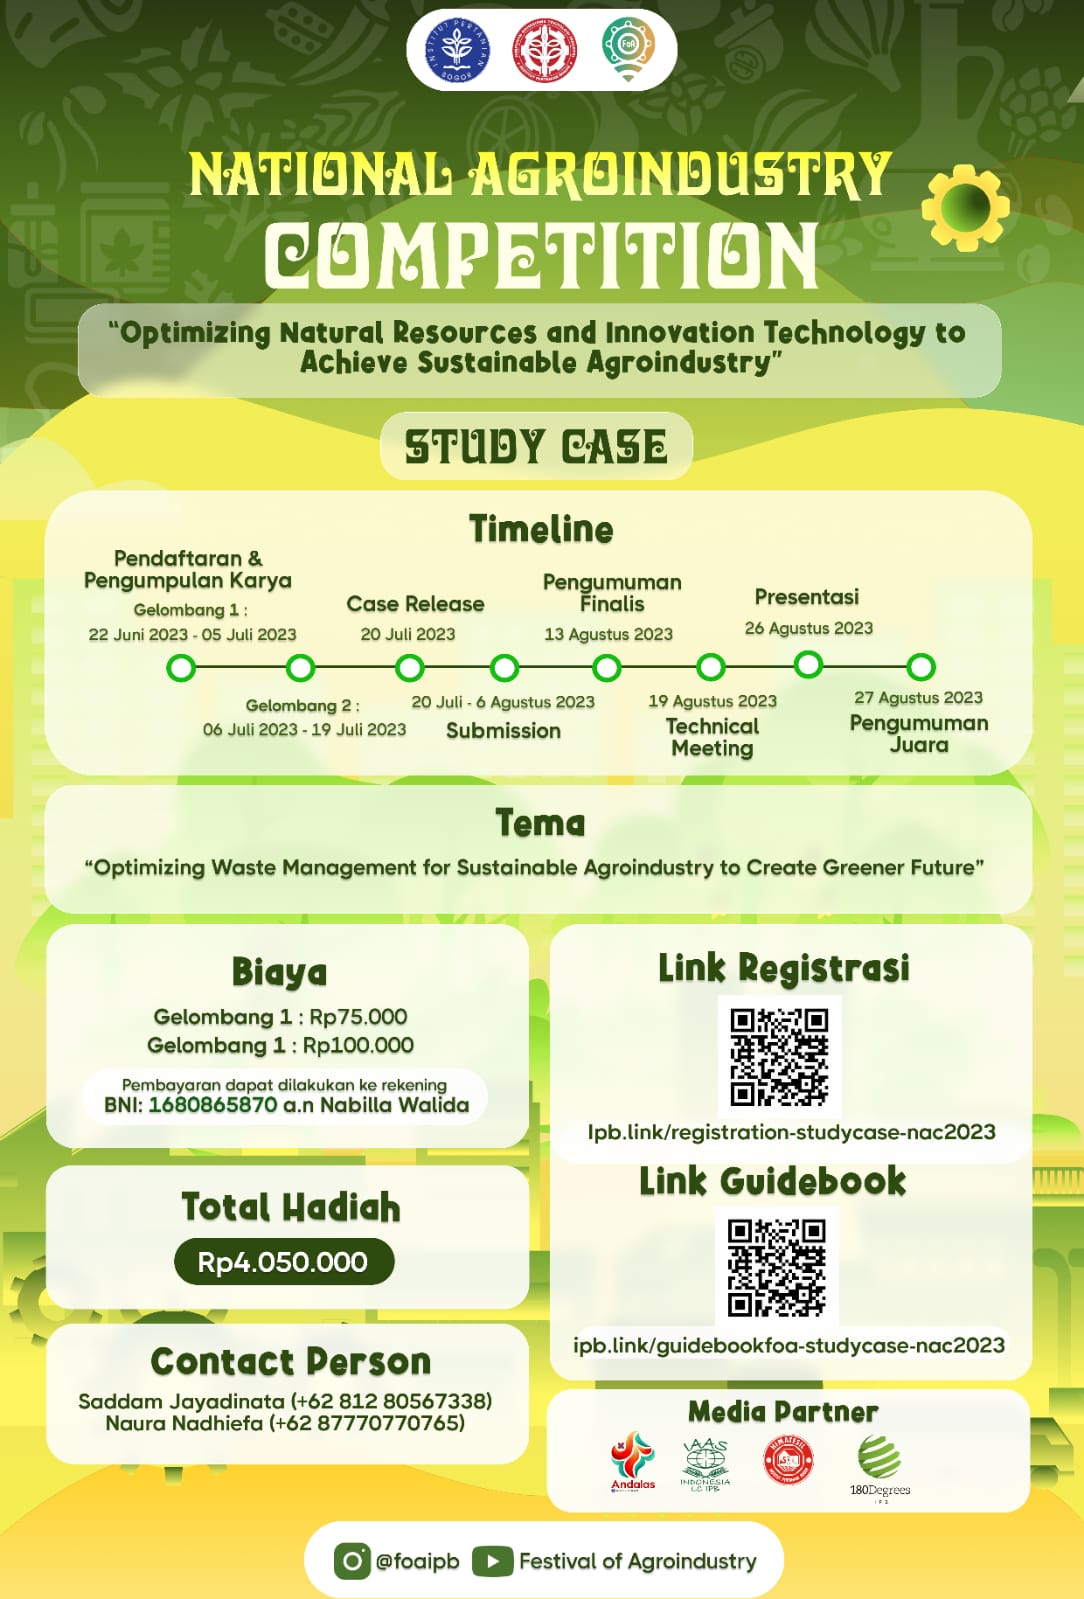 INSTITUT PERTANIAN
BOGOR
FOA
NATIONAL AGROINDUSTRY
COMPETITION
“Optimizing Natural Resources and Innovation Technology to
Achieve Sustainable Agroindustry”
STUDY CASE
Timeline
Pendaftaran &
Pengumpulan Karya
Gelombang 1 :
22 Juni 2023 - 05 Juli 2023
Gelombang 2 :
06 Juli 2023 - 19 Juli 2023
Case Release
20 Juli 2023
20 Juli - 6 Agustus 2023
Submission
Pengumuman
Finalis
13 Agustus 2023
19 Agustus 2023
Technical
Meeting
Presentasi
26 Agustus 2023
27 Agustus 2023
Pengumuman
Juara
Tema
“Optimizing Waste Management for Sustainable Agroindustry to Create Greener Future”
Biaya
Gelombang 1 : Rp75.000
Gelombang 1 : Rp100.000
Pembayaran dapat dilakukan ke rekening
BNI: 1680865870 a.n Nabilla Walida
Total Hadiah
Rp4.050.000
Contact Person
Saddam Jayadinata (+62 812 80567338)
Naura Nadhiefa (+62 87770770765)
Link Registrasi
Ipb.link/registration-studycase-nac2023
Link Guidebook
ipb.link/guidebookfoa-studycase-nac2023
Media Partner
Andalas
IAAS
INDONESIA
LC IPB
HIMATESIL
180Degrees
IPB
@foaipb
Festival of Agroindustry